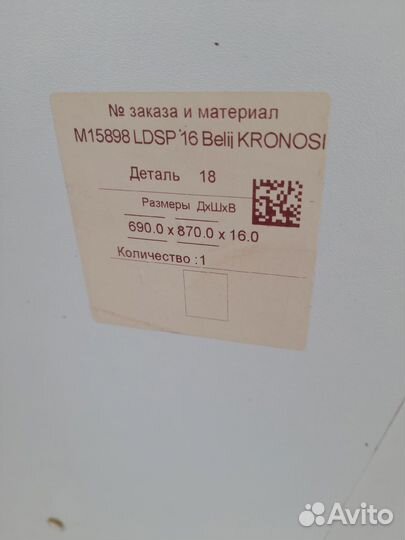 № заказа и материал
M15898 LDSP 16 Belij KRONOSI
Деталь 18
Размеры ДхШхВ
690.0 x 870.0 x 16.0
Количество :1
Avito